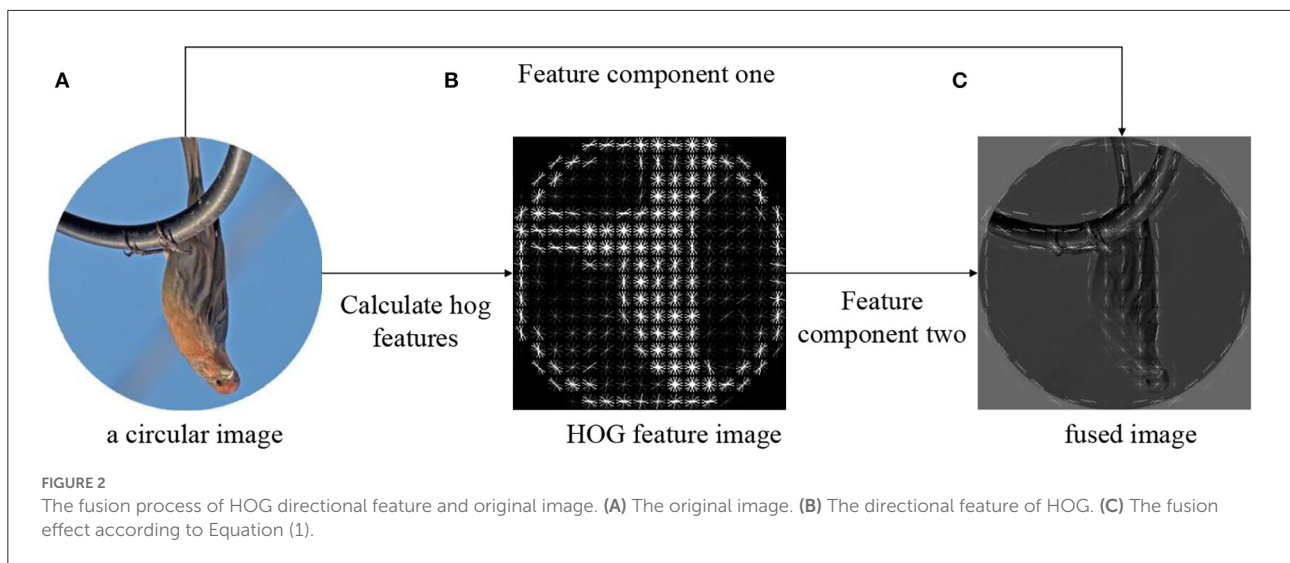 A
B
C
Feature component one
Calculate hog
features
Feature
component two
a circular image
HOG feature image
fused image
FIGURE 2
The fusion process of HOG directional feature and original image. (A) The original image. (B) The directional feature of HOG. (C) The fusion
effect according to Equation (1).